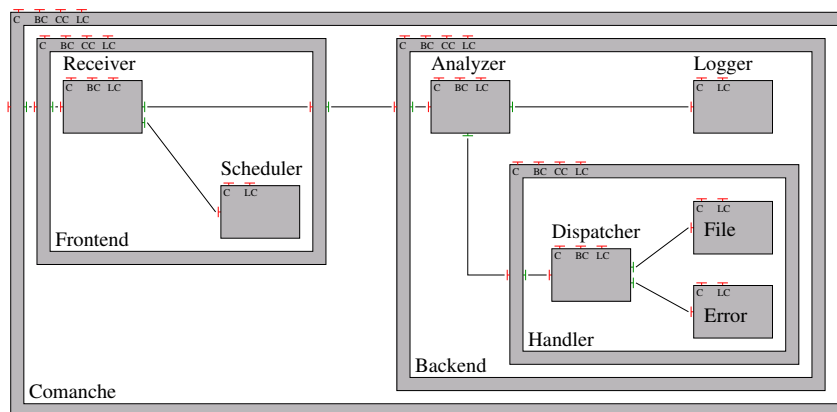 C BC CC LC
C BC CC LC
C BC CC LC
Receiver
Analyzer
Logger
C BC LC
C BC LC
C LC
Scheduler
C BC CC LC
C LC
C LC
Frontend
Dispatcher
File
C BC LC
C LC
Error
Handler
Backend
Comanche